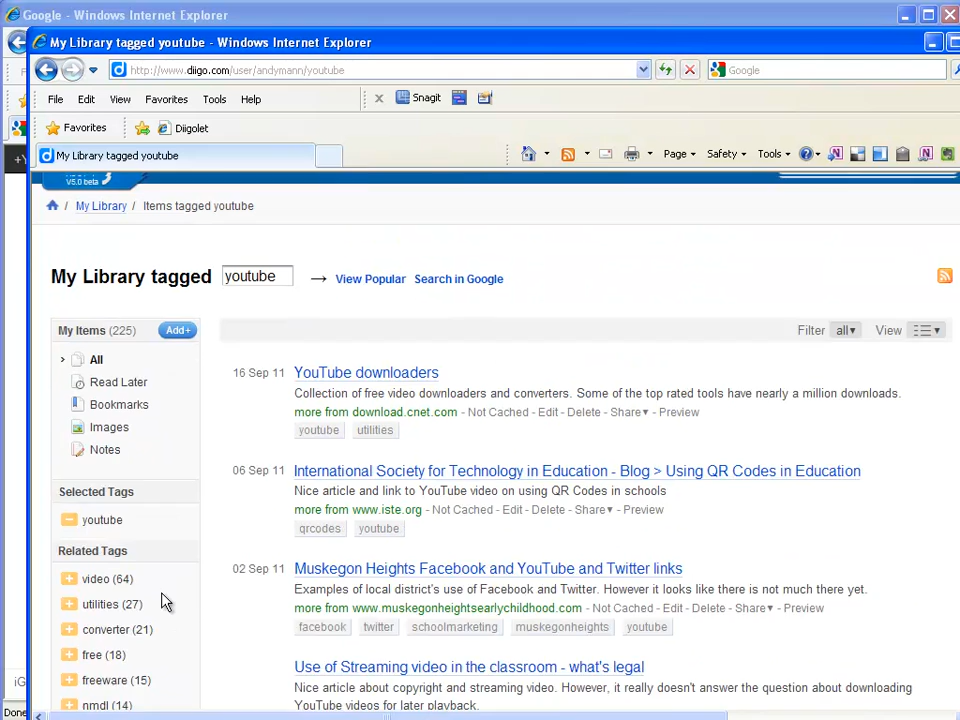 Google - Windows Internet Explorer
My Library tagged youtube - Windows Internet Explorer
http://www.diigo.com/user/andymann/youtube
Google
File Edit View Favorites Tools Help
Snagit
Favorites
Diigolet
My Library tagged youtube
Page Safety Tools
V5.0 beta
/ My Library / Items tagged youtube
My Library tagged youtube → View Popular Search in Google
My Items (225) Add+
Filter all▾ View
All
Read Later
Bookmarks
Images
Notes
Selected Tags
youtube
Related Tags
video (64)
utilities (27)
converter (21)
free (18)
freeware (15)
nmdl (14)
16 Sep 11 YouTube downloaders
Collection of free video downloaders and converters. Some of the top rated tools have nearly a million downloads.
more from download.cnet.com - Not Cached - Edit - Delete - Share▾ - Preview
youtube utilities
06 Sep 11 International Society for Technology in Education - Blog > Using QR Codes in Education
Nice article and link to YouTube video on using QR Codes in schools
more from www.iste.org - Not Cached - Edit - Delete - Share▾ - Preview
qrcodes youtube
02 Sep 11 Muskegon Heights Facebook and YouTube and Twitter links
Examples of local district's use of Facebook and Twitter. However it looks like there is not much there yet.
more from www.muskegonheightsearlychildhood.com - Not Cached - Edit - Delete - Share▾ - Preview
facebook twitter schoolmarketing muskegonheights youtube
Use of Streaming video in the classroom - what's legal
Nice article about copyright and streaming video. However, it really doesn't answer the question about downloading
YouTube videos for later playback.
+Y
iG
Done